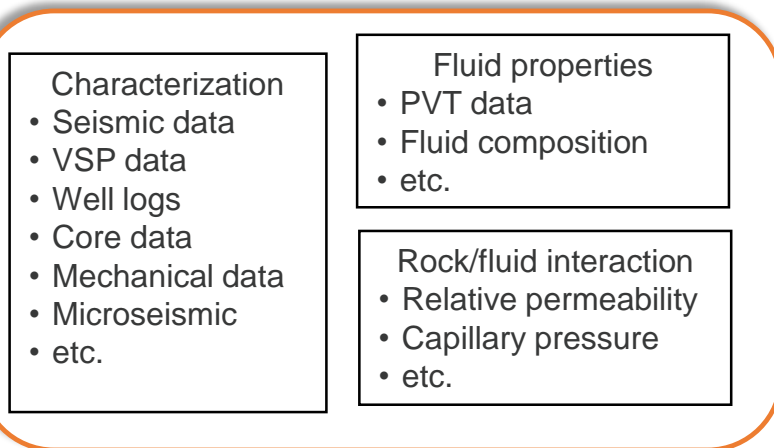 Characterization
• Seismic data
• VSP data
• Well logs
• Core data
• Mechanical data
• Microseismic
• etc.
Fluid properties
• PVT data
• Fluid composition
• etc.
Rock/fluid interaction
• Relative permeability
• Capillary pressure
• etc.